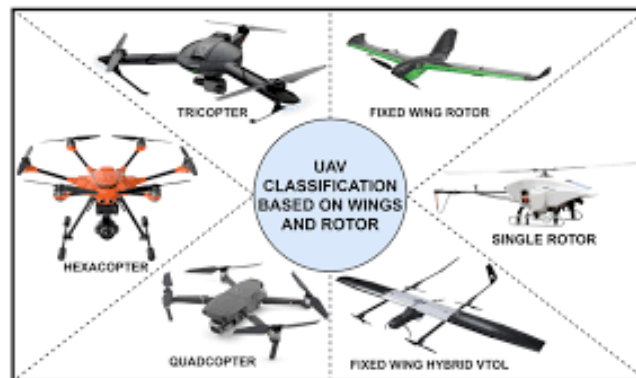 TRICOPTER
FIXED WING ROTOR
UAV
CLASSIFICATION
BASED ON WINGS
AND ROTOR
HEXACOPTER
SINGLE ROTOR
QUADCOPTER
FIXED WING HYBRID VTOL